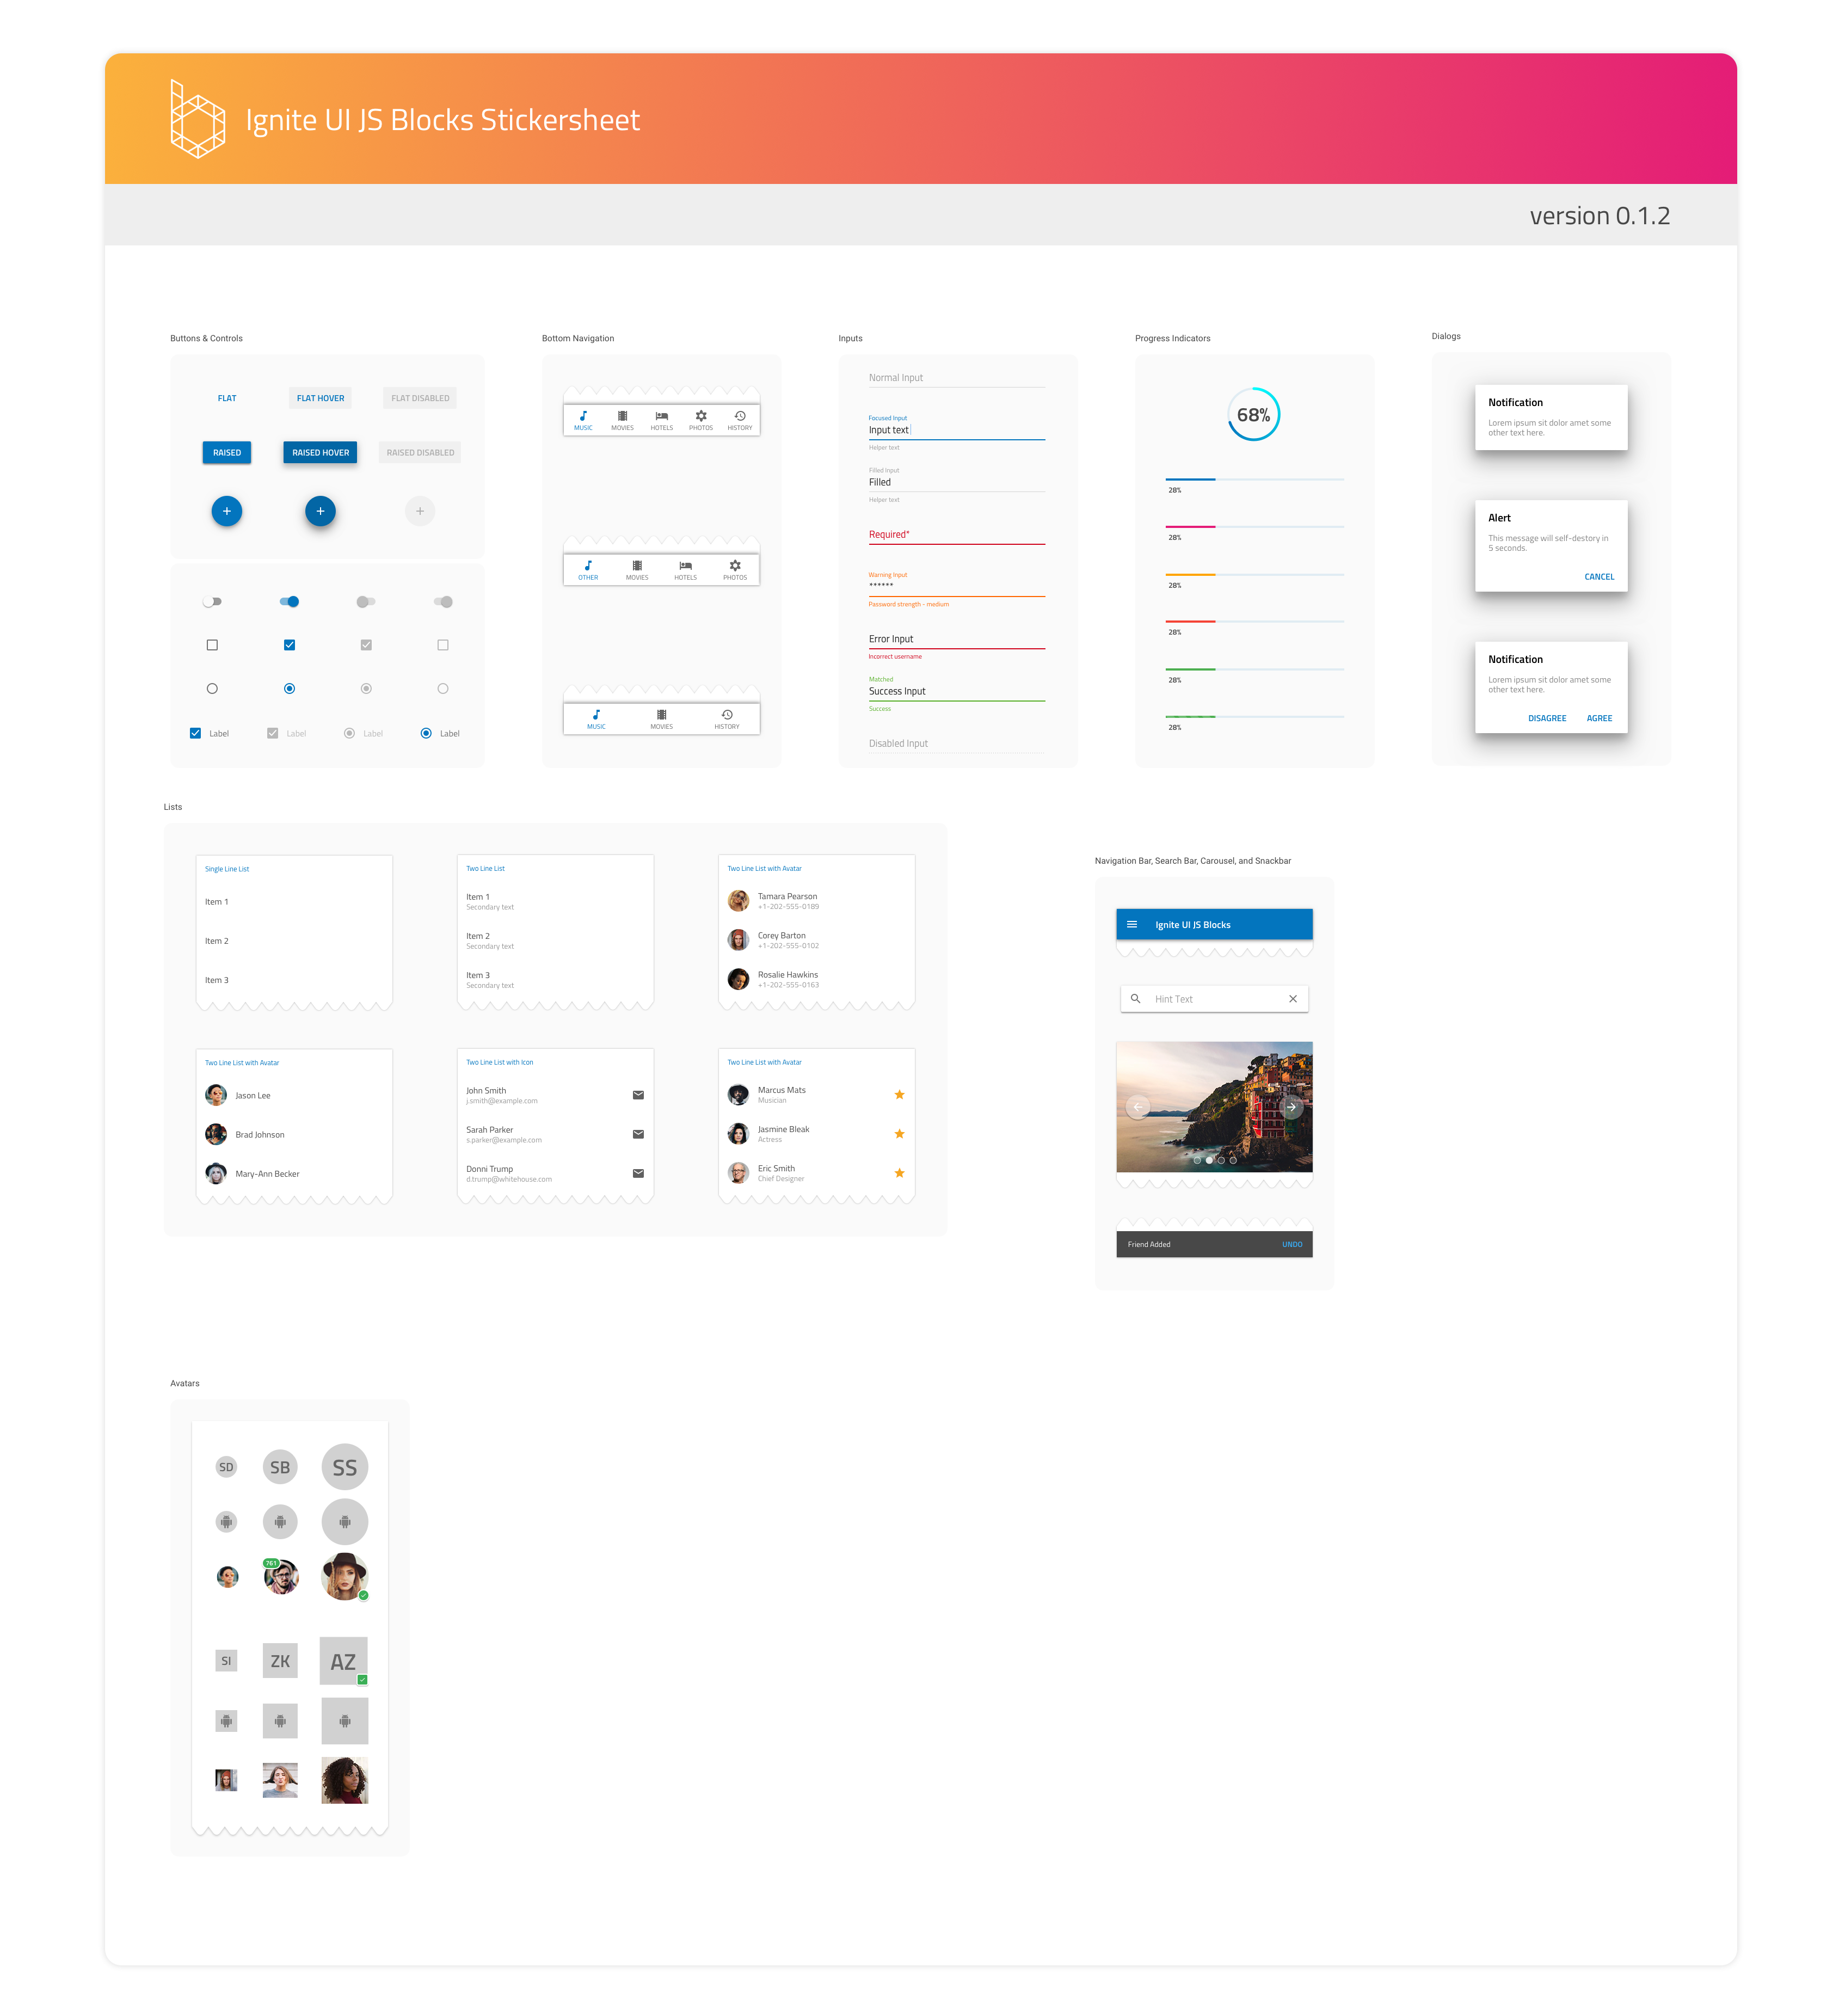 Ignite UI JS Blocks Stickersheet
version 0.1.2
Buttons & Controls
FLAT
FLAT HOVER
FLAT DISABLED
RAISED
RAISED HOVER
RAISED DISABLED
Label
Label
Label
Label
Bottom Navigation
MUSIC
MOVIES
HOTELS
PHOTOS
HISTORY
OTHER
MOVIES
HOTELS
PHOTOS
MUSIC
MOVIES
HISTORY
Inputs
Normal Input
Focused Input
Input text
Helper text
Filled Input
Filled
Helper text
Required*
Warning Input
******
Password strength - medium
Error Input
Incorrect username
Matched
Success Input
Success
Disabled Input
Progress Indicators
68%
28%
28%
28%
28%
28%
28%
Dialogs
Notification
Lorem ipsum sit dolor amet some
other text here.
Alert
This message will self-destory in
5 seconds.
CANCEL
Notification
Lorem ipsum sit dolor amet some
other text here.
DISAGREE
AGREE
Lists
Single Line List
Item 1
Item 2
Item 3
Two Line List
Item 1
Secondary text
Item 2
Secondary text
Item 3
Secondary text
Two Line List with Avatar
Tamara Pearson
+1-202-555-0189
Corey Barton
+1-202-555-0102
Rosalie Hawkins
+1-202-555-0163
Two Line List with Avatar
Jason Lee
Brad Johnson
Mary-Ann Becker
Two Line List with Icon
John Smith
j.smith@example.com
Sarah Parker
s.parker@example.com
Donni Trump
d.trump@whitehouse.com
Two Line List with Avatar
Marcus Mats
Musician
Jasmine Bleak
Actress
Eric Smith
Chief Designer
Navigation Bar, Search Bar, Carousel, and Snackbar
Ignite UI JS Blocks
Hint Text
Friend Added
UNDO
Avatars
SD
SB
SS
761
SI
ZK
AZ